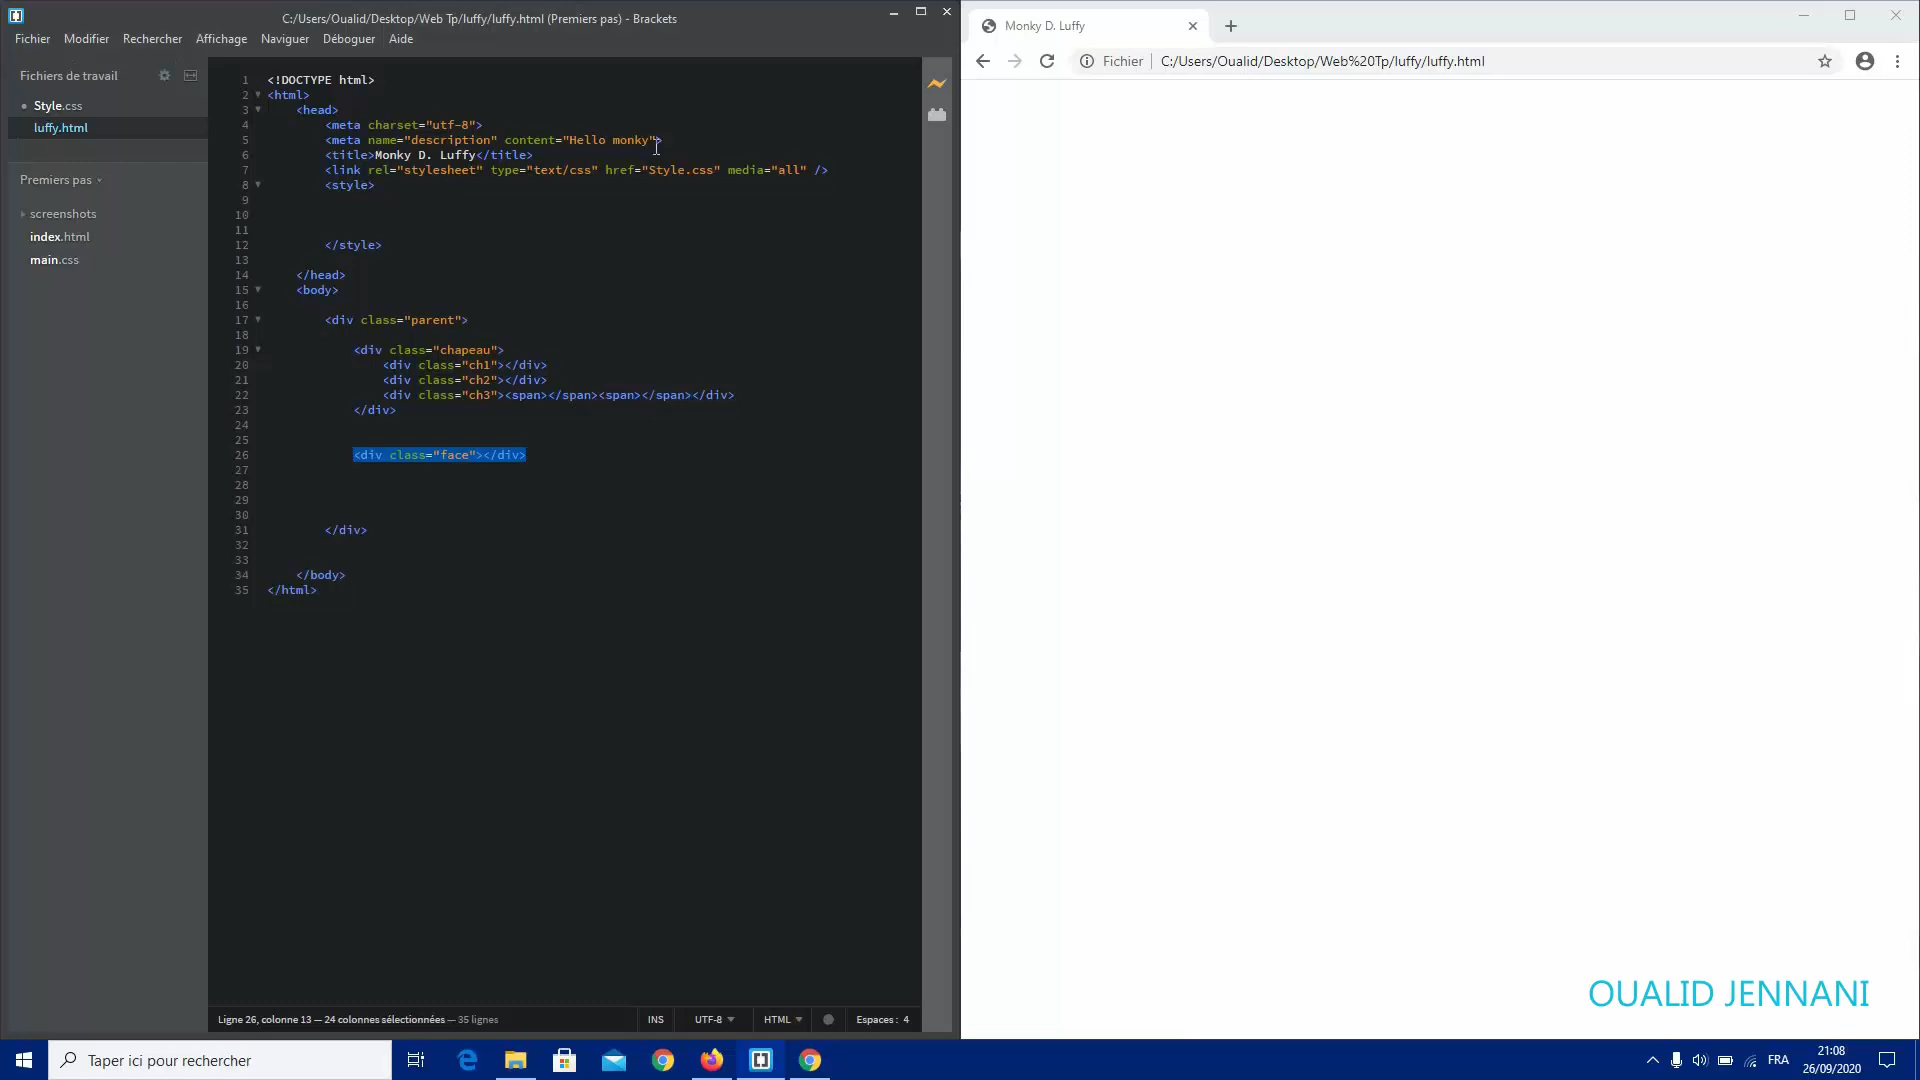 C:/Users/Oualid/Desktop/Web Tp/luffy/luffy.html (Premiers pas) - Brackets
Fichier Modifier Rechercher Affichage Naviguer Déboguer Aide
Fichiers de travail
Style.css
luffy.html
Premiers pas
screenshots
index.html
main.css
1 <!DOCTYPE html>
2 <html>
3 <head>
4 <meta charset="utf-8">
5 <meta name="description" content="Hello monky">
6 <title>Monky D. Luffy</title>
7 <link rel="stylesheet" type="text/css" href="Style.css" media="all" />
8 <style>
9
10
11
12 </style>
13
14 </head>
15 <body>
16
17 <div class="parent">
18
19 <div class="chapeau">
20 <div class="ch1"></div>
21 <div class="ch2"></div>
22 <div class="ch3"><span></span><span></span></div>
23 </div>
24
25
26 <div class="face"></div>
27
28
29
30
31 </div>
32
33
34 </body>
35 </html>
Ligne 26, colonne 13 — 24 colonnes sélectionnées — 35 lignes INS UTF-8 HTML Espaces : 4
Monky D. Luffy
Fichier C:/Users/Oualid/Desktop/Web%20Tp/luffy/luffy.html
OUALID JENNANI
Taper ici pour rechercher
FRA
21:08
26/09/2020